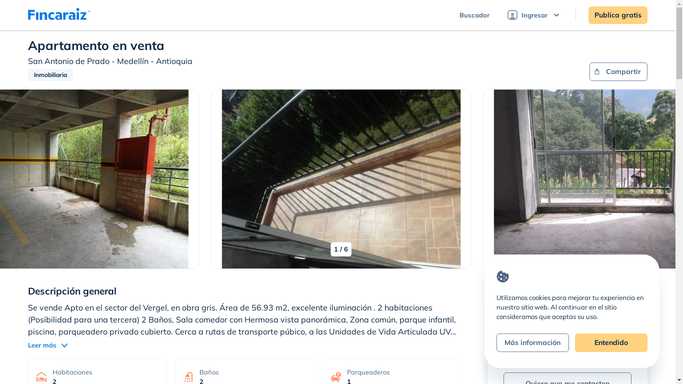 Fincaraiz
Buscador
Ingresar
Publica gratis
Apartamento en venta
San Antonio de Prado - Medellín - Antioquia
Inmobiliaria
Compartir
1 / 6
Descripción general
Se vende Apto en el sector del Vergel, en obra gris. Área de 56.93 m2, excelente iluminación . 2 habitaciones
(Posibilidad para una tercera) 2 Baños, Sala comedor con Hermosa vista panorámica, Zona común, parque infantil,
piscina, parqueadero privado cubierto. Cerca a rutas de transporte púbico, a las Unidades de Vida Articulada UV...
Leer más
Habitaciones
2
Baños
2
Parqueaderos
1
Utilizamos cookies para mejorar tu experiencia en
nuestro sitio web. Al continuar en el sitio
consideramos que aceptas su uso.
Más información
Entendido
Quiero que me contacten